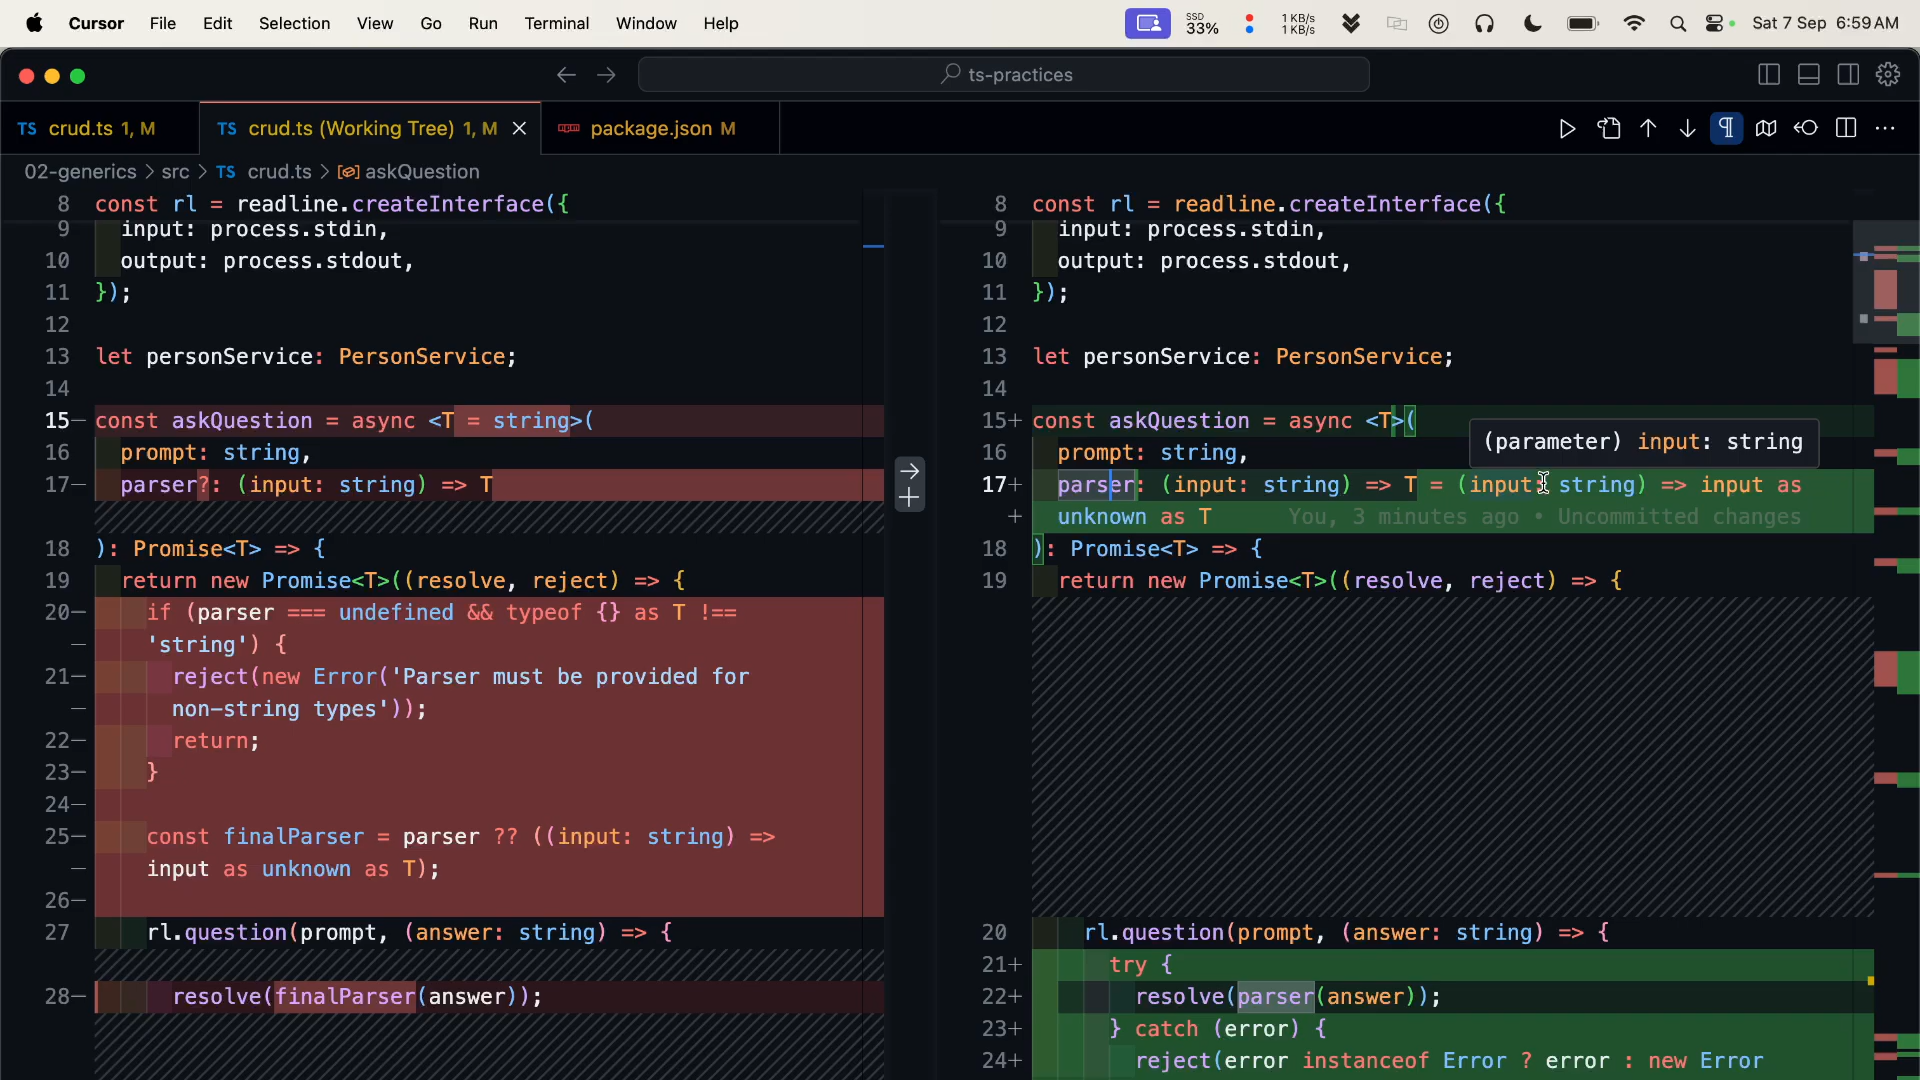 Cursor File Edit Selection View Go Run Terminal Window Help SSD 33% 1 KB/s 1 KB/s Sat 7 Sep 6:59 AM
ts-practices
TS crud.ts 1, M TS crud.ts (Working Tree) 1, M package.json M
02-generics > src > TS crud.ts > askQuestion
8 const rl = readline.createInterface({
9 input: process.stdin,
10 output: process.stdout,
11 });
12
13 let personService: PersonService;
14
15— const askQuestion = async <T = string>(
16 prompt: string,
17— parser?: (input: string) => T
18 ): Promise<T> => {
19 return new Promise<T>((resolve, reject) => {
20— if (parser === undefined && typeof {} as T !==
— 'string') {
21— reject(new Error('Parser must be provided for
— non-string types'));
22— return;
23— }
24—
25— const finalParser = parser ?? ((input: string) =>
— input as unknown as T);
26—
27 rl.question(prompt, (answer: string) => {
28— resolve(finalParser(answer));
8 const rl = readline.createInterface({
9 input: process.stdin,
10 output: process.stdout,
11 });
12
13 let personService: PersonService;
14
15+ const askQuestion = async <T>(
(parameter) input: string
16 prompt: string,
17+ parser: (input: string) => T = (input: string) => input as
+ unknown as T You, 3 minutes ago • Uncommitted changes
18 ): Promise<T> => {
19 return new Promise<T>((resolve, reject) => {
20 rl.question(prompt, (answer: string) => {
21+ try {
22+ resolve(parser(answer));
23+ } catch (error) {
24+ reject(error instanceof Error ? error : new Error